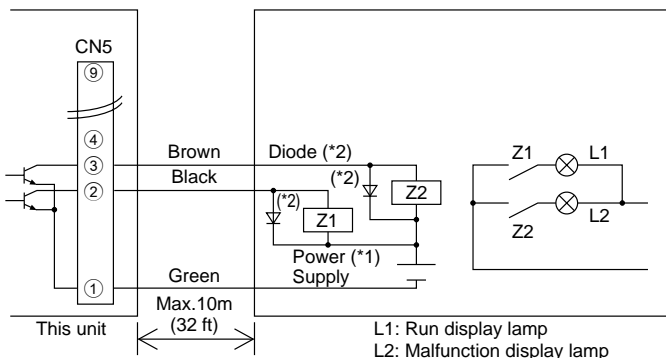 CN5
9
4
3
2
1
Brown
Black
Green
Diode (*2)
(*2)
(*2)
Z2
Z1
Power (*1)
Supply
Max.10m
(32 ft)
This unit
Z1
L1
L2
Z2
L1: Run display lamp
L2: Malfunction display lamp